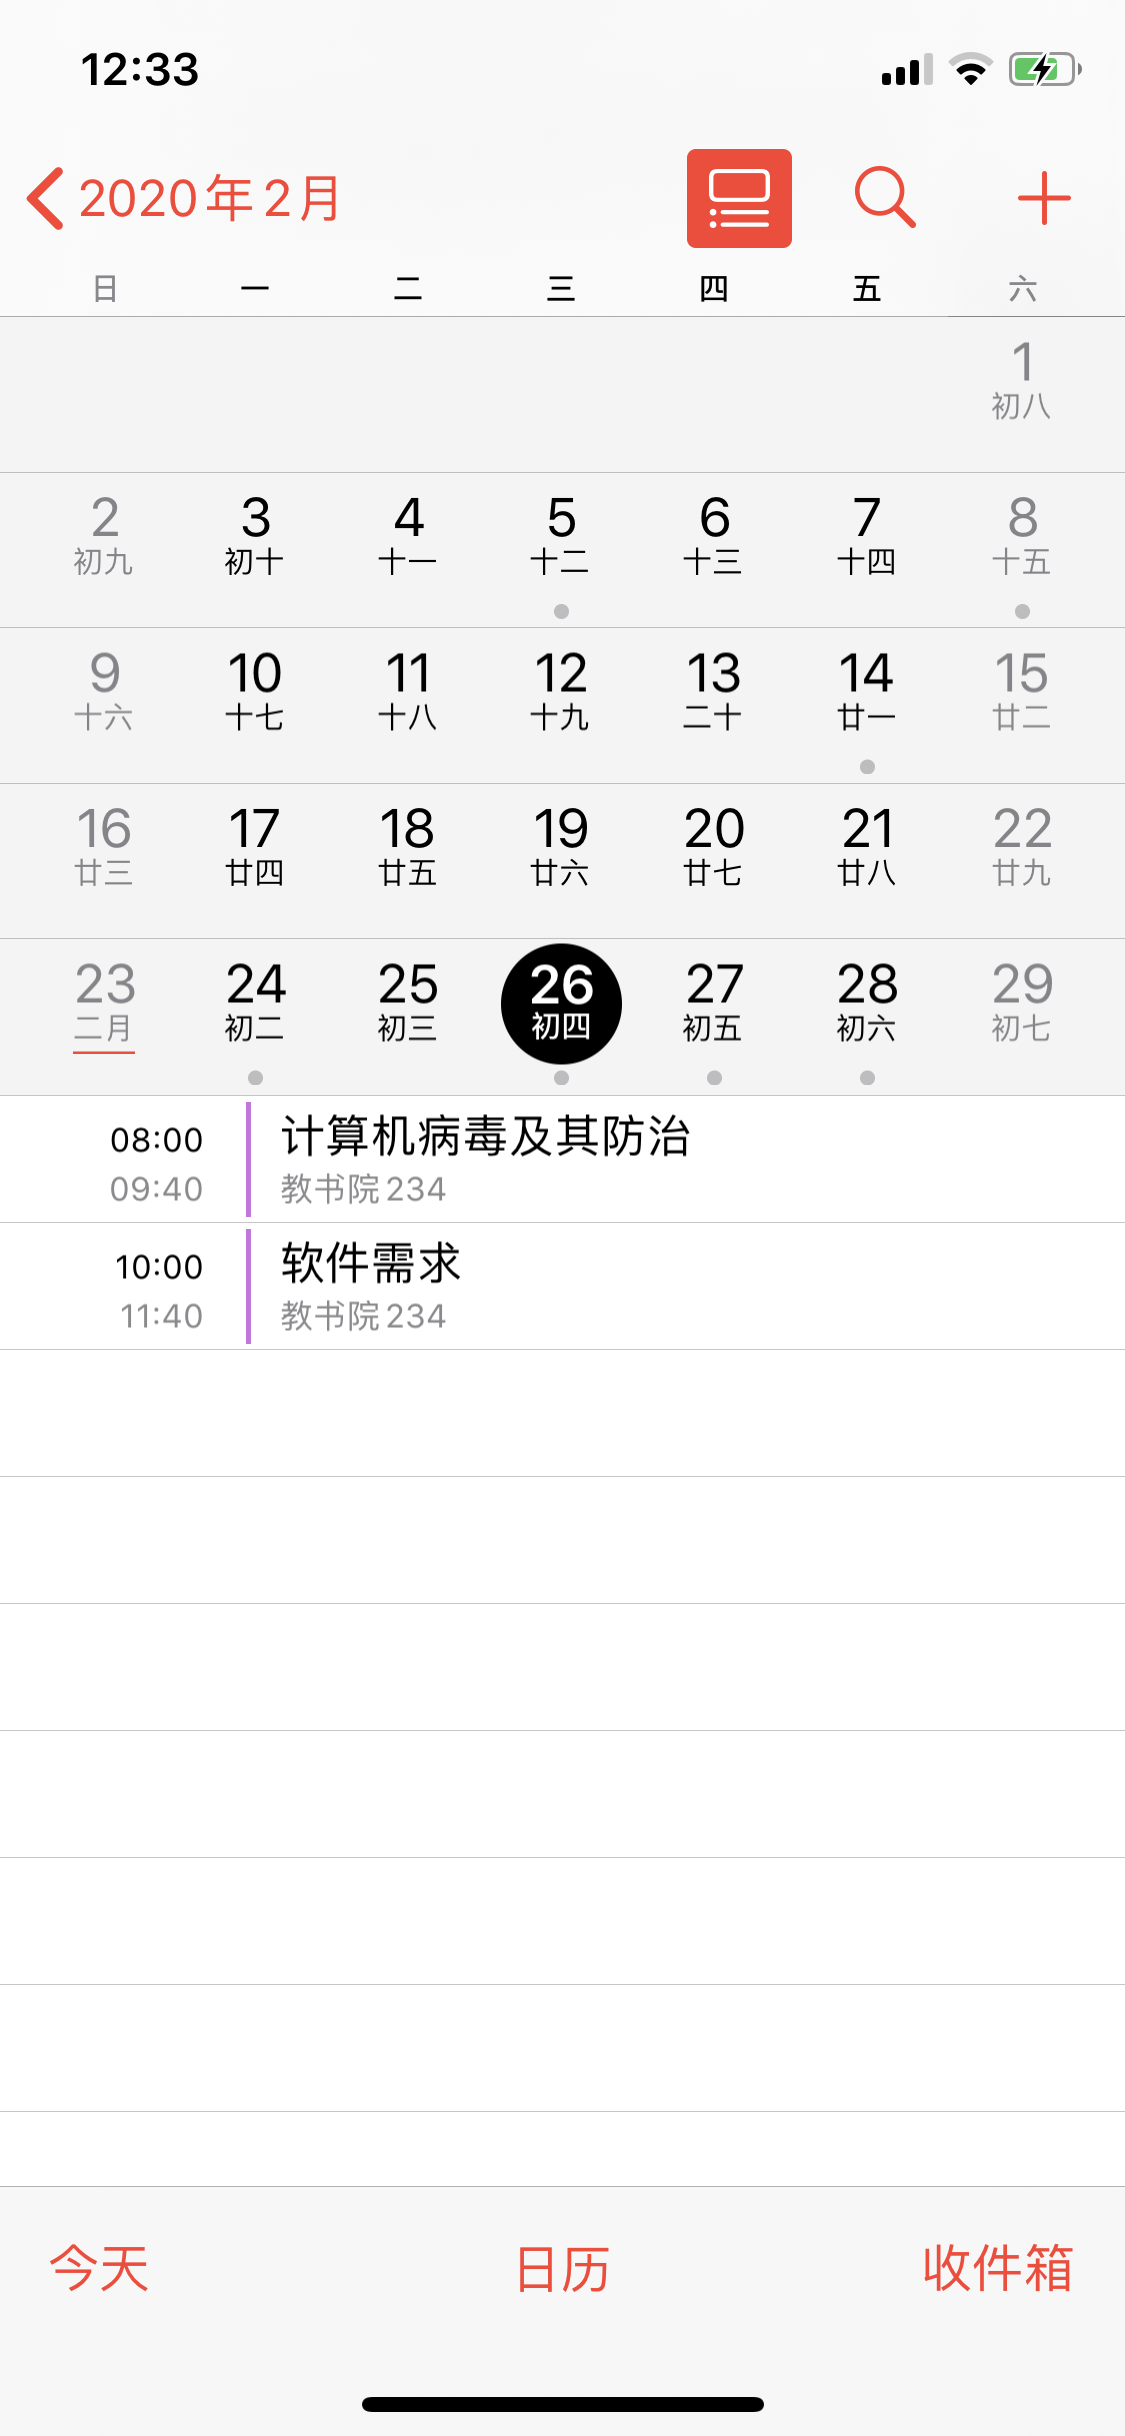 12:33
2020年2月
日 一 二 三 四 五 六
1
初八
2 3 4 5 6 7 8
初九 初十 十一 十二 十三 十四 十五
9 10 11 12 13 14 15
十六 十七 十八 十九 二十 廿一 廿二
16 17 18 19 20 21 22
廿三 廿四 廿五 廿六 廿七 廿八 廿九
23 24 25 26 27 28 29
二月 初二 初三 初四 初五 初六 初七
08:00 计算机病毒及其防治
09:40 教书院234
10:00 软件需求
11:40 教书院234
今天 日历 收件箱